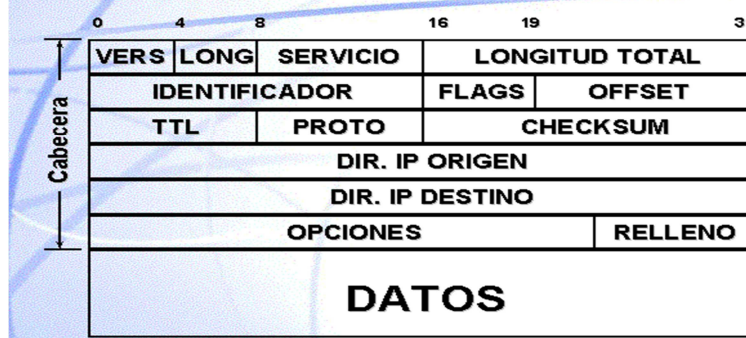 0 4 8 16 19 3
VERS LONG SERVICIO LONGITUD TOTAL
IDENTIFICADOR FLAGS OFFSET
TTL PROTO CHECKSUM
DIR. IP ORIGEN
DIR. IP DESTINO
OPCIONES RELLENO
Cabecera
DATOS